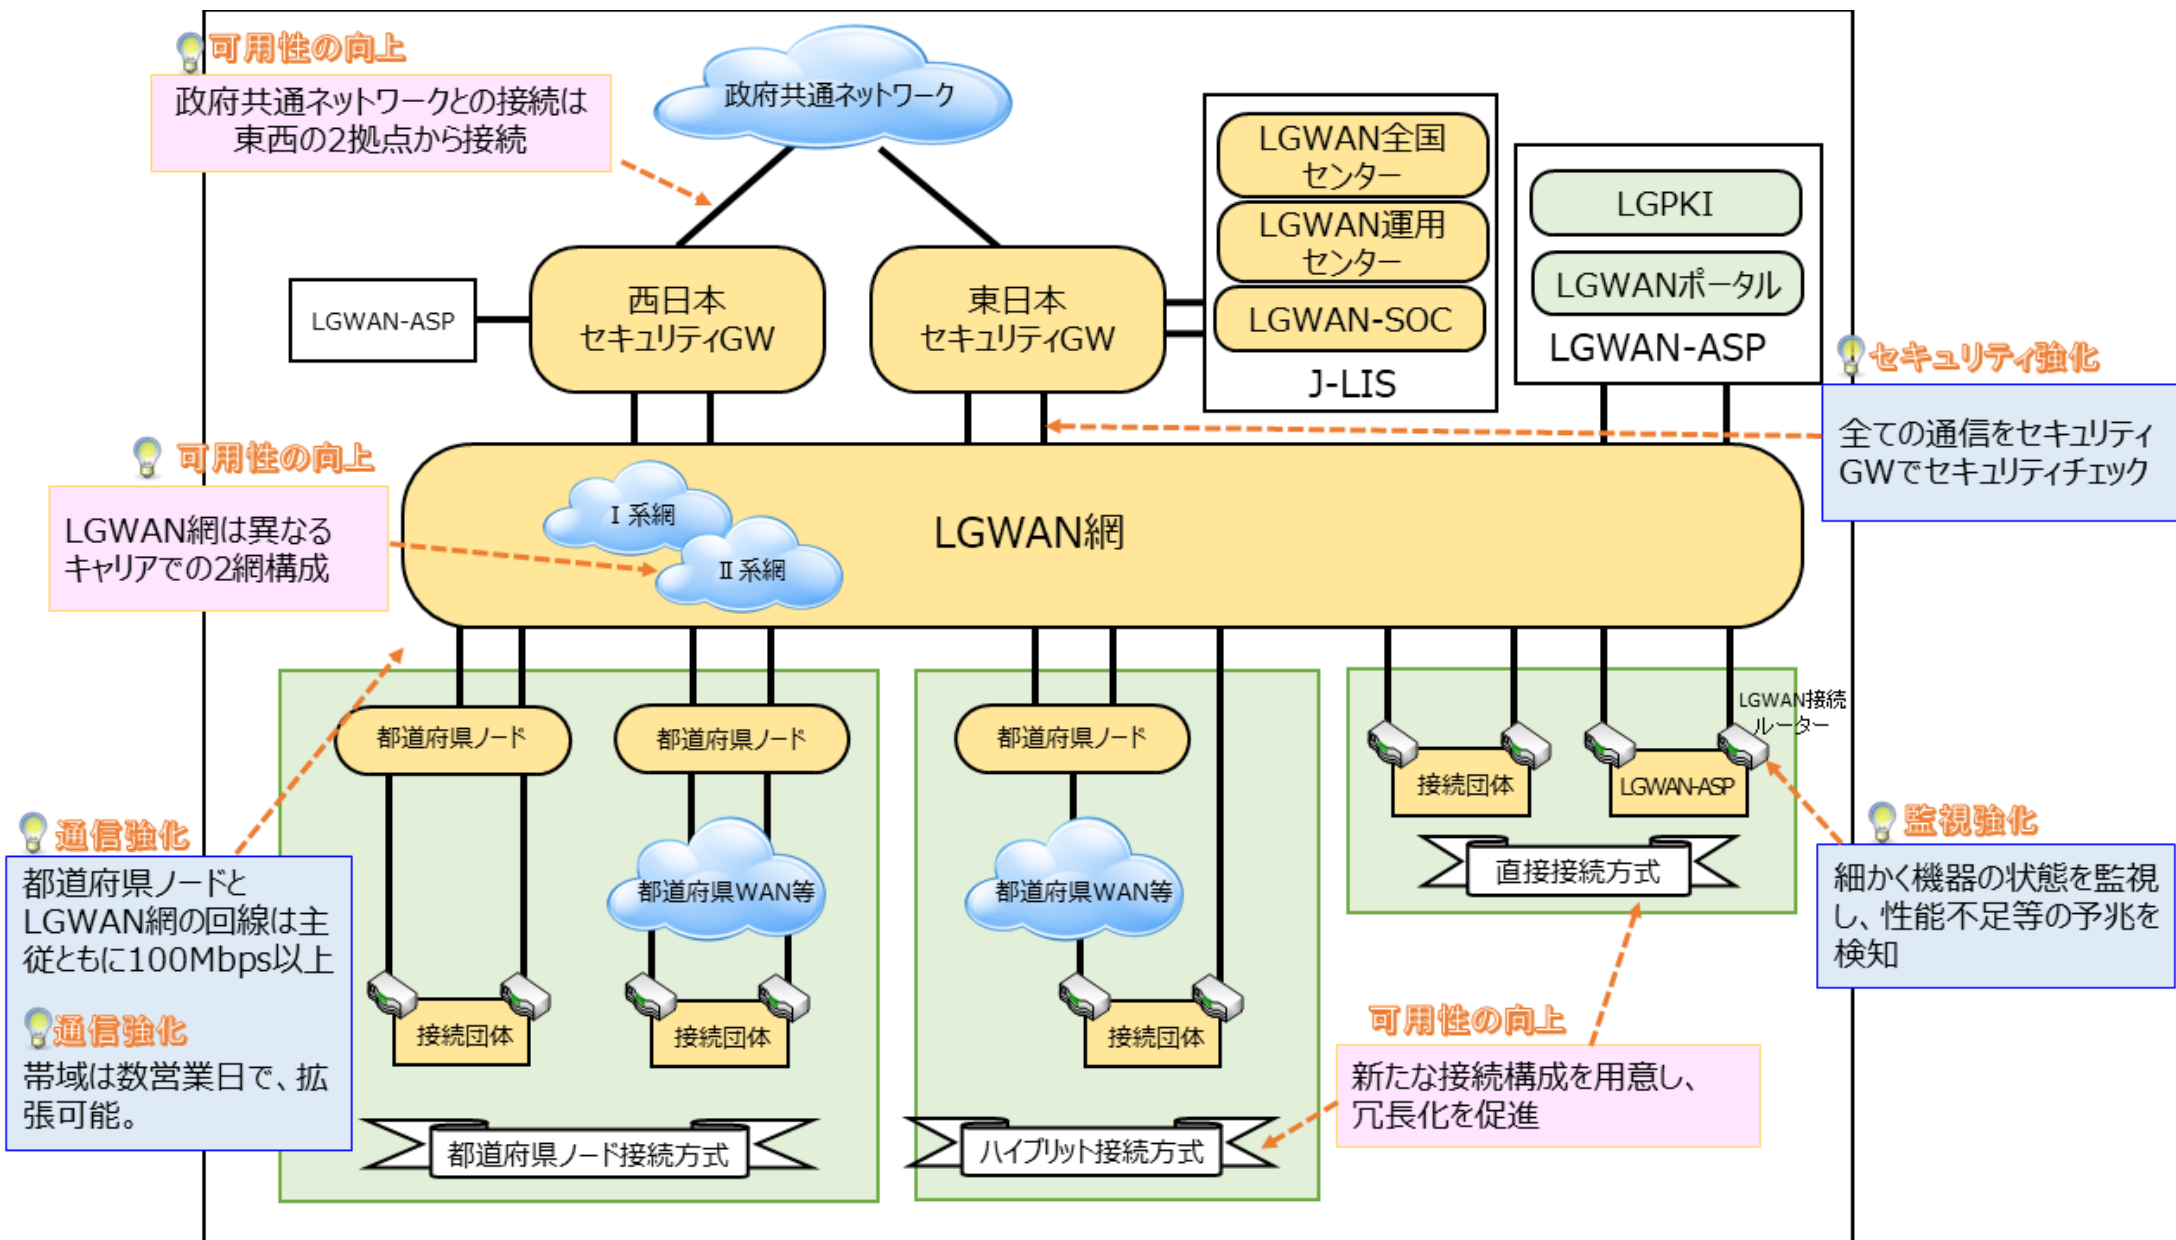 可用性の向上
政府共通ネットワークとの接続は
東西の2拠点から接続
政府共通ネットワーク
LGWAN全国
センター
LGWAN運用
センター
LGWAN-SOC
J-LIS
LGPKI
LGWANポータル
LGWAN-ASP
LGWAN-ASP
西日本
セキュリティGW
東日本
セキュリティGW
セキュリティ強化
全ての通信をセキュリティ
GWでセキュリティチェック
可用性の向上
LGWAN網は異なる
キャリアでの2網構成
Ⅰ系網
Ⅱ系網
LGWAN網
都道府県ノード
都道府県ノード
都道府県ノード
LGWAN接続
ルーター
接続団体
LGWAN-ASP
直接接続方式
通信強化
都道府県ノードと
LGWAN網の回線は主
従ともに100Mbps以上
通信強化
帯域は数営業日で、拡
張可能。
都道府県WAN等
都道府県WAN等
接続団体
接続団体
接続団体
都道府県ノード接続方式
ハイブリット接続方式
監視強化
細かく機器の状態を監視
し、性能不足等の予兆を
検知
可用性の向上
新たな接続構成を用意し、
冗長化を促進